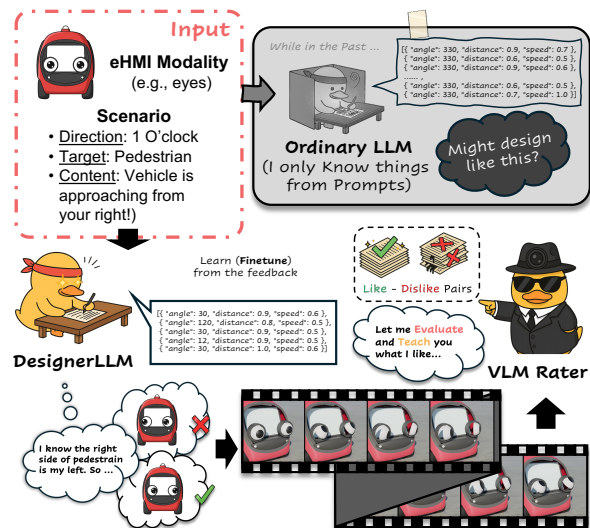 Input
eHMI Modality
(e.g., eyes)
Scenario
• Direction: 1 O'clock
• Target: Pedestrian
• Content: Vehicle is
approaching from
your right!)
While in the Past ...
[{ "angle": 330, "distance": 0.9, "speed": 0.7 },
{ "angle": 330, "distance": 0.6, "speed": 0.5 },
{ "angle": 330, "distance": 0.9, "speed": 0.6 },
...... ,
{ "angle": 330, "distance": 0.6, "speed": 0.5 },
{ "angle": 330, "distance": 0.7, "speed": 1.0 }]
Ordinary LLM
(I only Know things
from Prompts)
Might design
like this?
Learn (Finetune)
from the feedback
[{ "angle": 30, "distance": 0.9, "speed": 0.6 },
{ "angle": 120, "distance": 0.8, "speed": 0.5 },
{ "angle": 30, "distance": 0.9, "speed": 0.5 },
{ "angle": 12, "distance": 0.9, "speed": 0.5 },
{ "angle": 30, "distance": 1.0, "speed": 0.6 }]
DesignerLLM
Like - Dislike Pairs
Let me Evaluate
and Teach you
what I like...
VLM Rater
I know the right
side of pedestrain
is my left. So ...